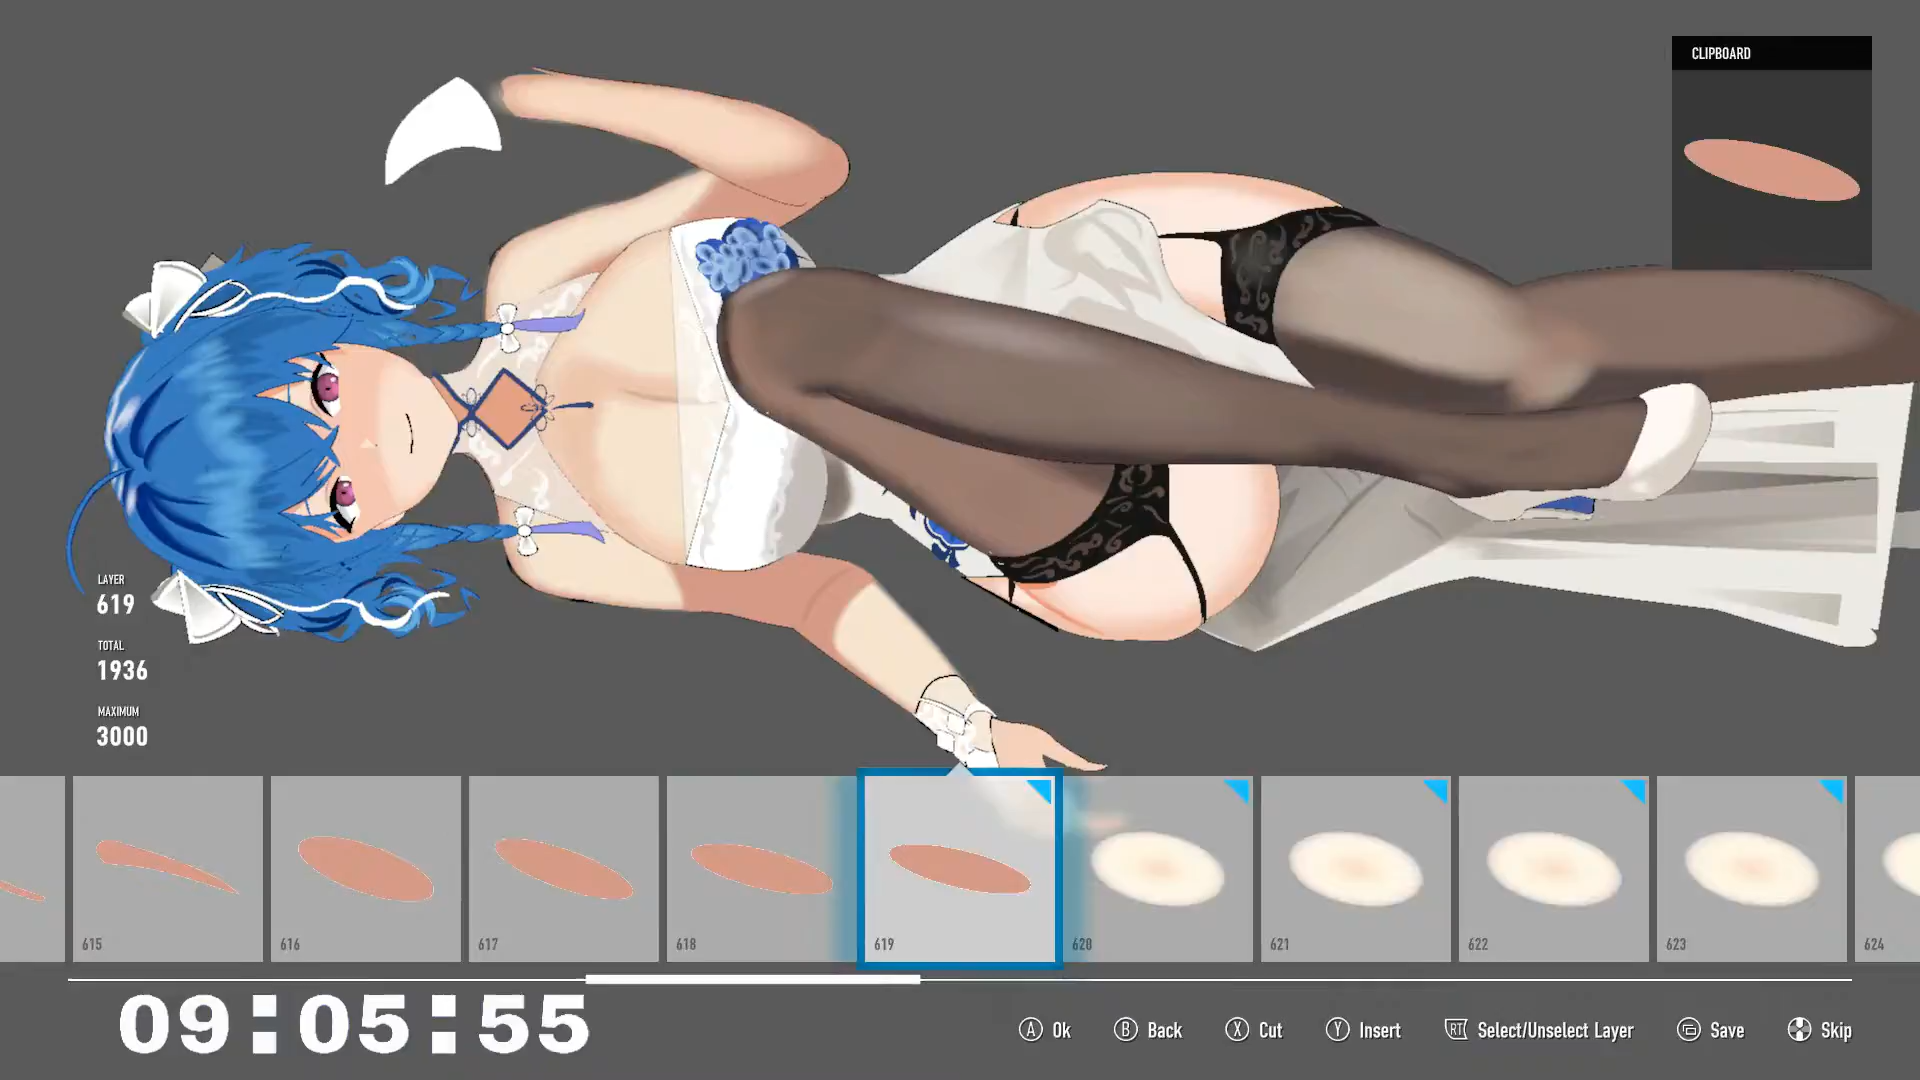 CLIPBOARD
LAYER
619
TOTAL
1936
MAXIMUM
3000
615
616
617
618
619
620
621
622
623
624
09:05:55
A Ok
B Back
X Cut
Y Insert
RT Select/Unselect Layer
Save
Skip